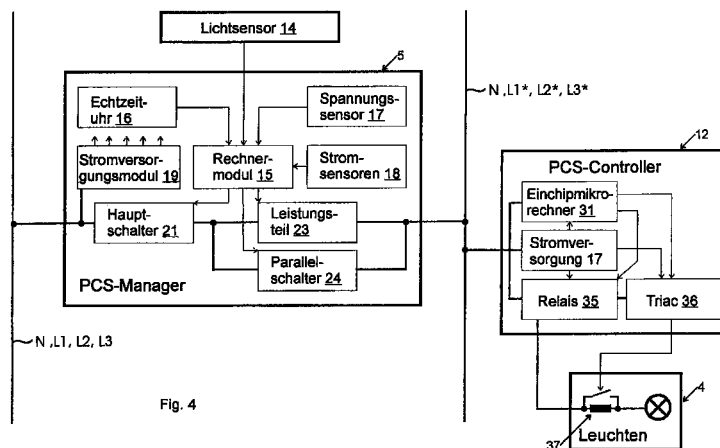 Lichtsensor 14
5
N ,L1*, L2*, L3*
Echtzeit-
uhr 16
Spannungs-
sensor 17
Stromversor-
gungsmodul 19
Rechner-
modul 15
Strom-
sensoren 18
Haupt-
schalter 21
Leistungs-
teil 23
Parallel-
schalter 24
PCS-Manager
12
PCS-Controller
Einchipmikro-
rechner 31
Stromver-
sorgung 17
Relais 35
Triac 36
N ,L1, L2, L3
Fig. 4
4
37
Leuchten